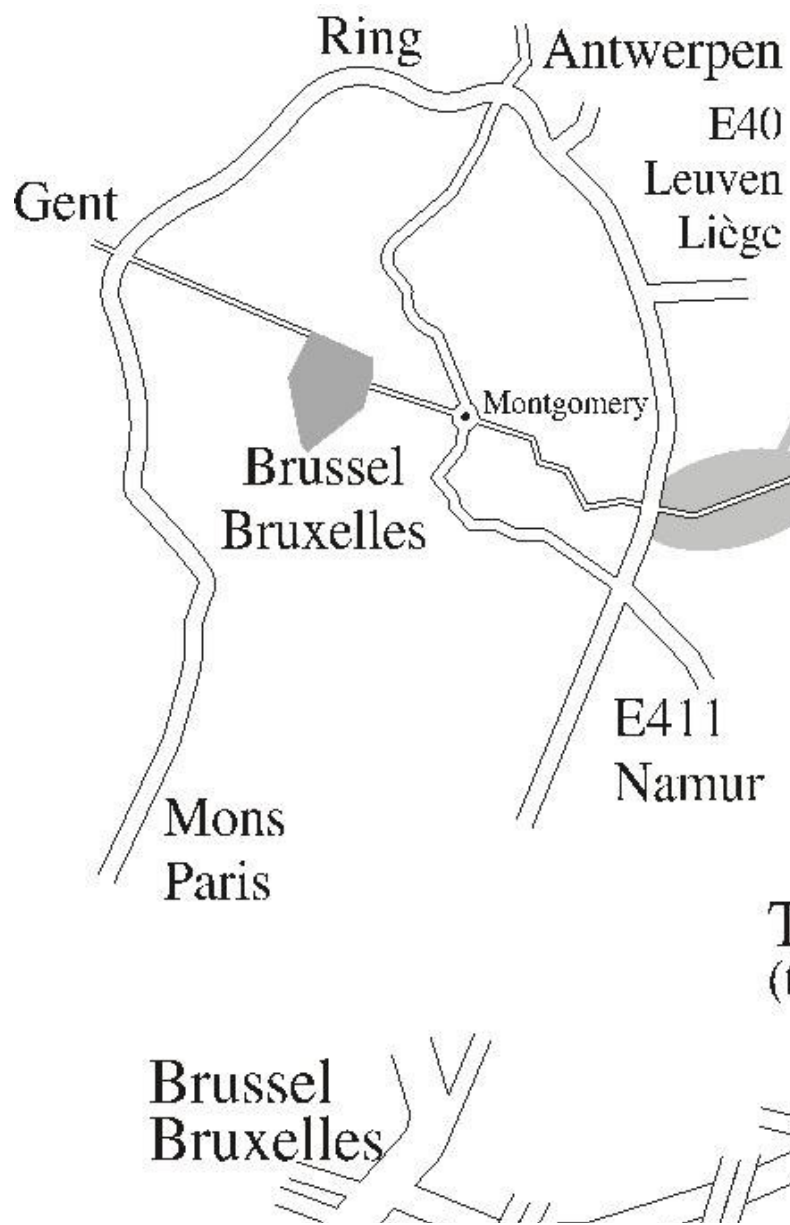 Ring
Antwerpen
E40
Leuven
Liège
Gent
Montgomery
Brussel
Bruxelles
E411
Namur
Mons
Paris
Brussel
Bruxelles